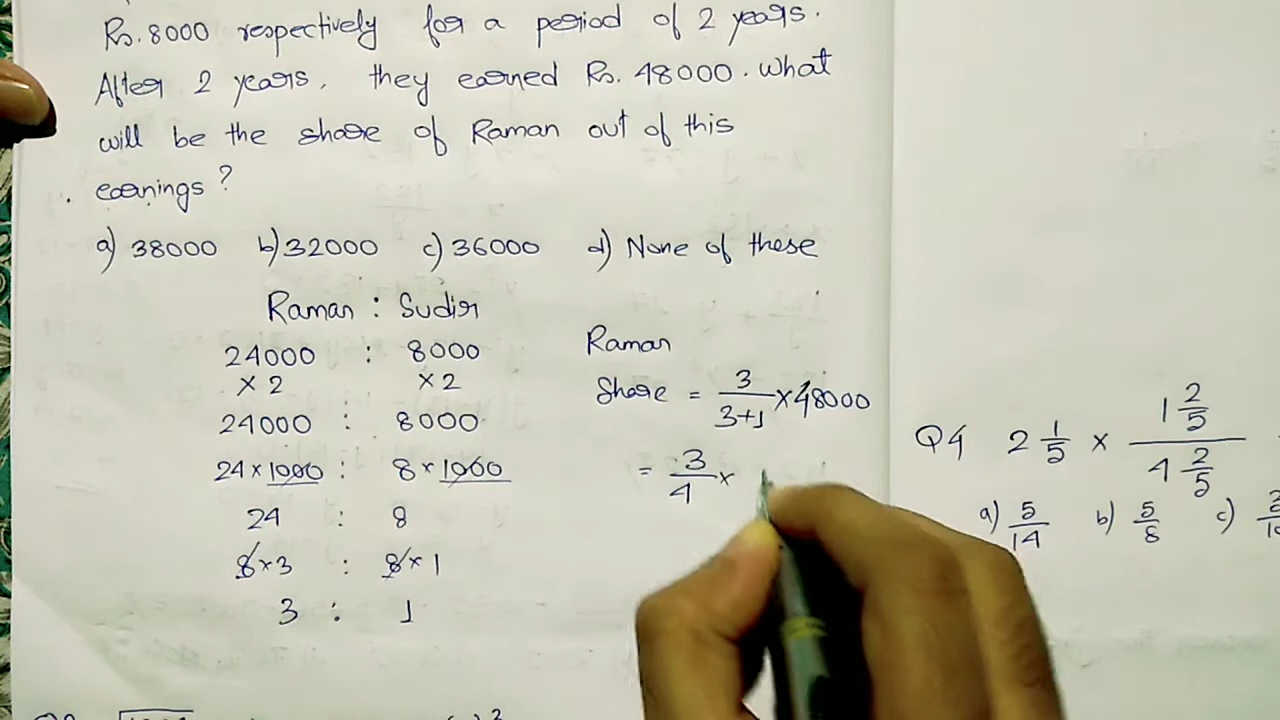 Rs. 8000 respectively for a period of 2 years.
After 2 years, they earned Rs. 48000. what
will be the share of Raman out of this
earnings?
a) 38000 b) 32000 c) 36000 d) None of these
Raman : Sudir
24000 : 8000
× 2 × 2
24000 : 8000
24 × 1000 : 8 × 1000
24 : 8
8 × 3 : 8 × 1
3 : 1
Raman
Share = 3/3+1 × 48000
= 3/4 ×
Q4 2 1/5 × 1 2/5 / 4 2/5
a) 5/14 b) 5/8 c)